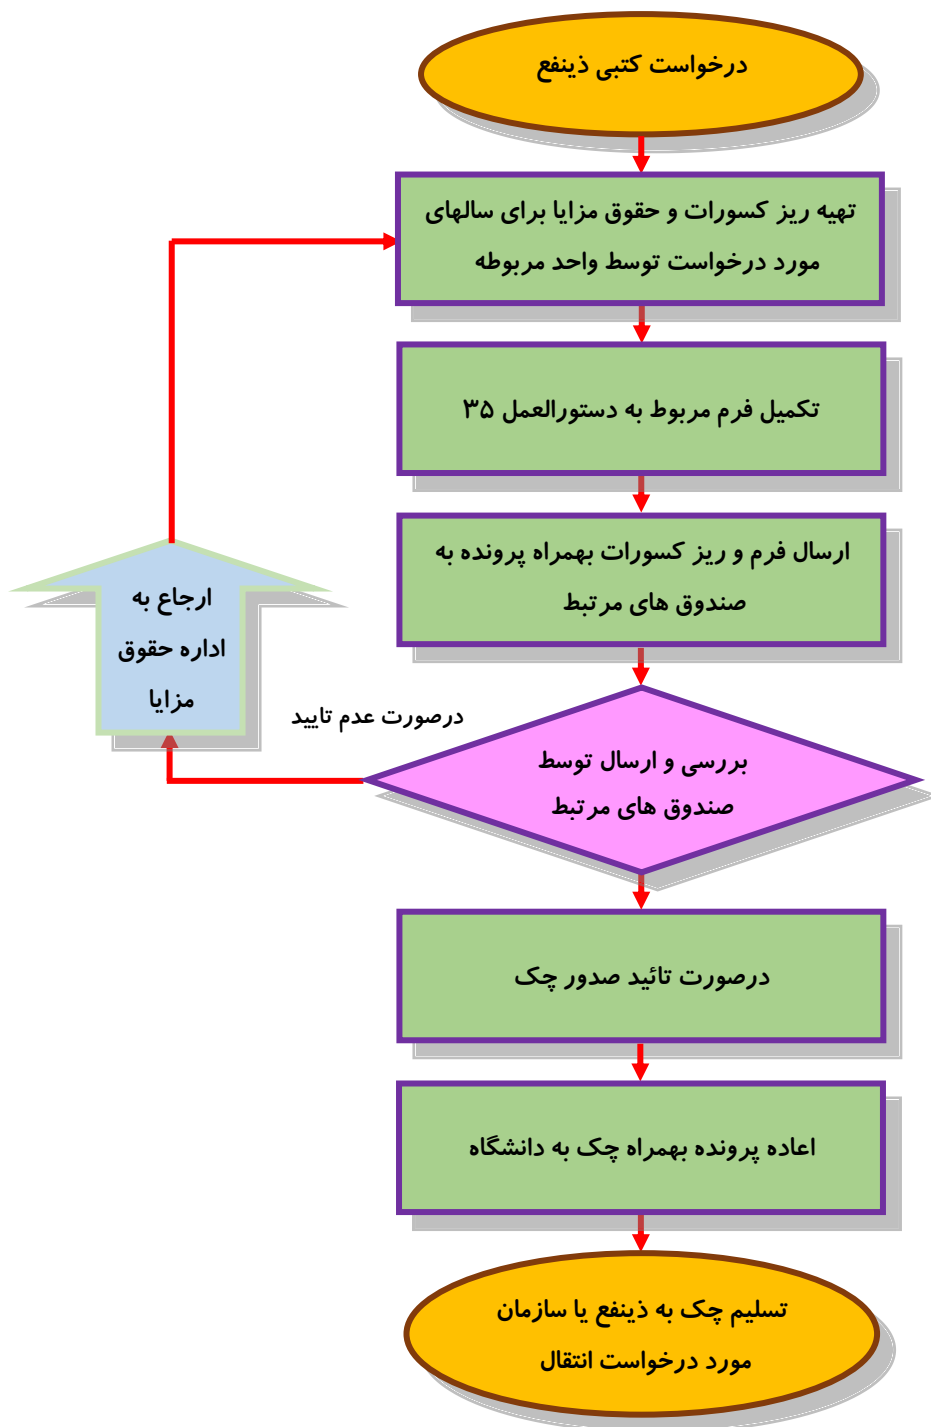 درخواست کتبی ذینفع
تهیه ریز کسورات و حقوق مزایا برای سالهای
مورد درخواست توسط واحد مربوطه
تکمیل فرم مربوط به دستورالعمل ۳۵
ارسال فرم و ریز کسورات بهمراه پرونده به
صندوق های مرتبط
ارجاع به
اداره حقوق
مزایا
درصورت عدم تایید
بررسی و ارسال توسط
صندوق های مرتبط
درصورت تائید صدور چک
اعاده پرونده بهمراه چک به دانشگاه
تسلیم چک به ذینفع یا سازمان
مورد درخواست انتقال